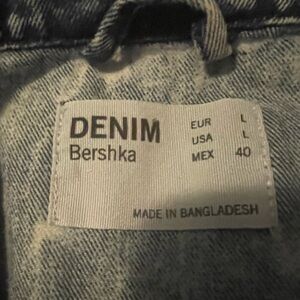 DENIM
Bershka
EUR L
USA L
MEX 40
MADE IN BANGLADESH